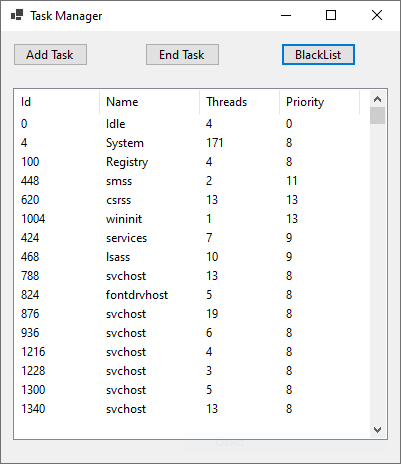 Task Manager
Add Task End Task BlackList
Id Name Threads Priority
0 Idle 4 0
4 System 171 8
100 Registry 4 8
448 smss 2 11
620 csrss 13 13
1004 wininit 1 13
424 services 7 9
468 lsass 10 9
788 svchost 13 8
824 fontdrvhost 5 8
876 svchost 19 8
936 svchost 6 8
1216 svchost 4 8
1228 svchost 3 8
1300 svchost 5 8
1340 svchost 13 8